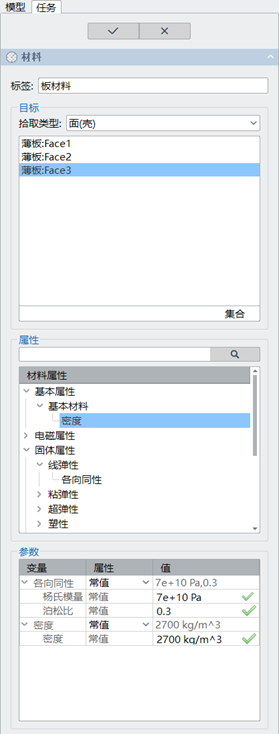 模型 任务
材料
标签: 板材料
目标
拾取类型: 面(壳)
薄板:Face1
薄板:Face2
薄板:Face3
集合
属性
材料属性
基本属性
基本材料
密度
电磁属性
固体属性
线弹性
各向同性
粘弹性
超弹性
塑性
参数
变量 属性 值
各向同性 常值 7e+10 Pa,0.3
杨氏模量 常值 7e+10 Pa
泊松比 常值 0.3
密度 常值 2700 kg/m^3
密度 常值 2700 kg/m^3